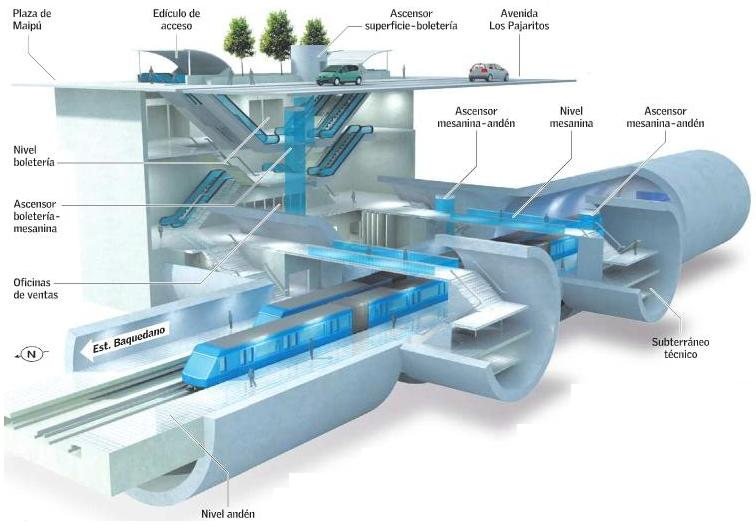 Plaza de
Maipú
Edículo de
acceso
Ascensor
superficie-boletería
Avenida
Los Pajaritos
Ascensor
mesanina-andén
Nivel
mesanina
Ascensor
mesanina-andén
Nivel
boletería
Ascensor
boletería-
mesanina
Oficinas
de ventas
Est. Baquedano
N
Subterráneo
técnico
Nivel andén